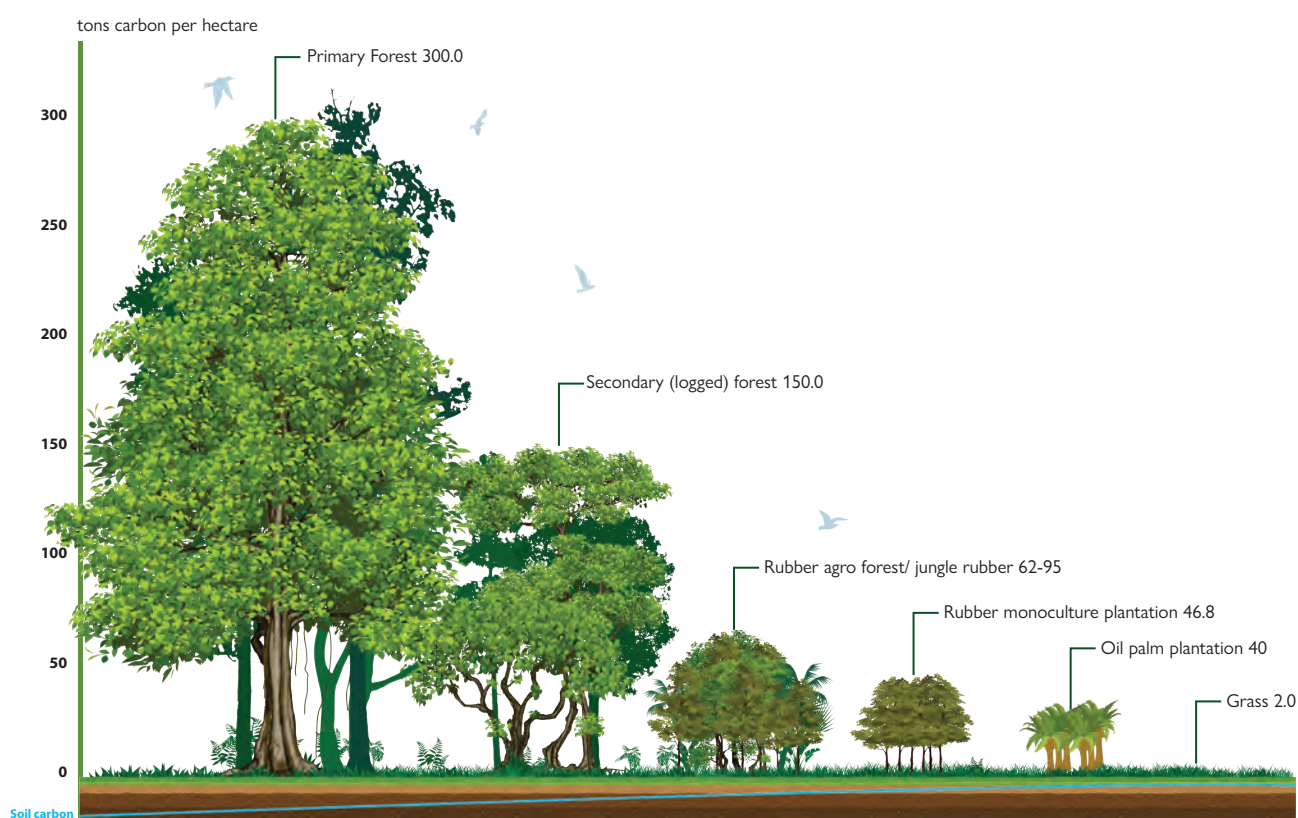 tons carbon per hectare
Primary Forest 300.0
300
250
200
Secondary (logged) forest 150.0
150
100
Rubber agro forest/ jungle rubber 62-95
Rubber monoculture plantation 46.8
50
Oil palm plantation 40
Grass 2.0
0
Soil carbon